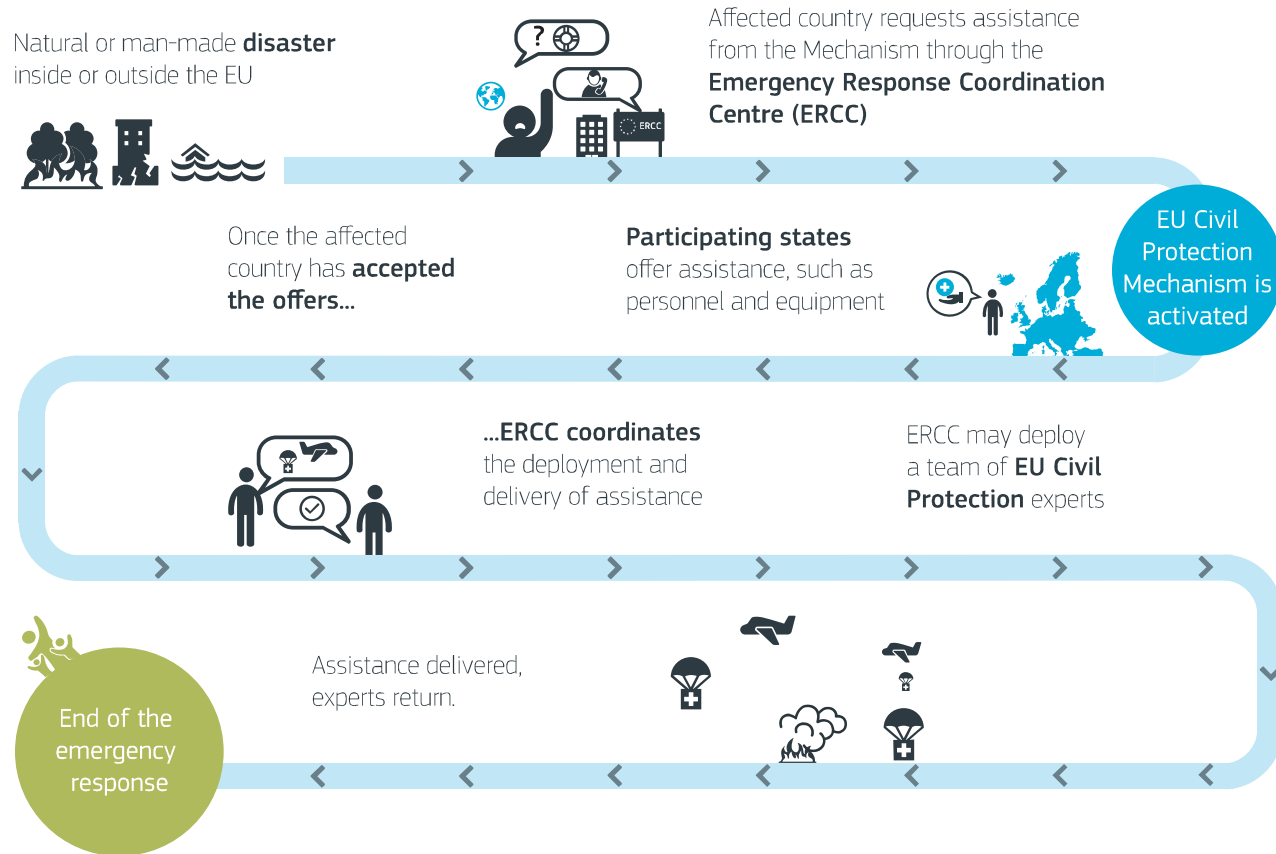 Natural or man-made disaster
inside or outside the EU
?
ERCC
Affected country requests assistance
from the Mechanism through the
Emergency Response Coordination
Centre (ERCC)
EU Civil
Protection
Mechanism is
activated
Participating states
offer assistance, such as
personnel and equipment
Once the affected
country has accepted
the offers...
...ERCC coordinates
the deployment and
delivery of assistance
ERCC may deploy
a team of EU Civil
Protection experts
Assistance delivered,
experts return.
End of the
emergency
response